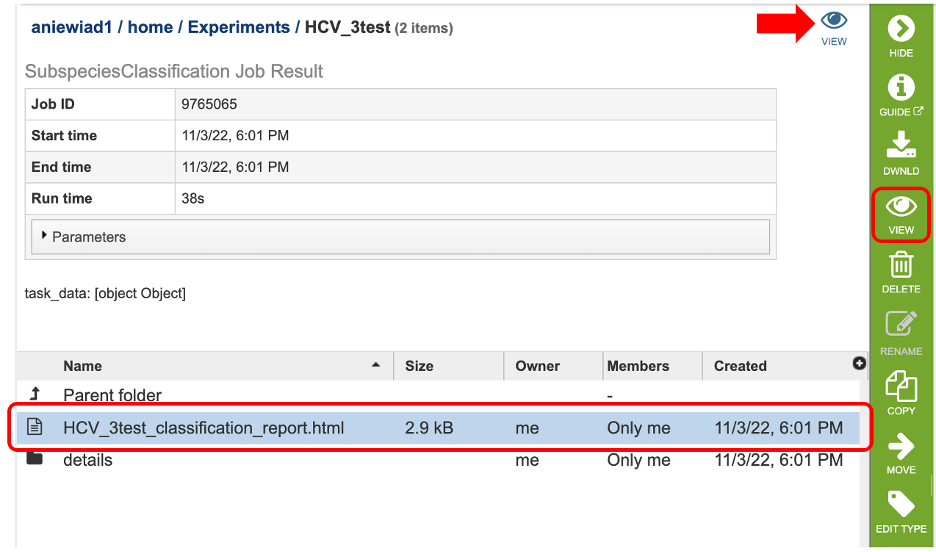 aniewiad1 / home / Experiments / HCV_3test (2 items)
VIEW
SubspeciesClassification Job Result
Job ID 9765065
Start time 11/3/22, 6:01 PM
End time 11/3/22, 6:01 PM
Run time 38s
Parameters
task_data: [object Object]
Name Size Owner Members Created
Parent folder -
HCV_3test_classification_report.html 2.9 kB me Only me 11/3/22, 6:01 PM
details me Only me 11/3/22, 6:01 PM
HIDE
GUIDE
DWNLD
VIEW
DELETE
RENAME
COPY
MOVE
EDIT TYPE